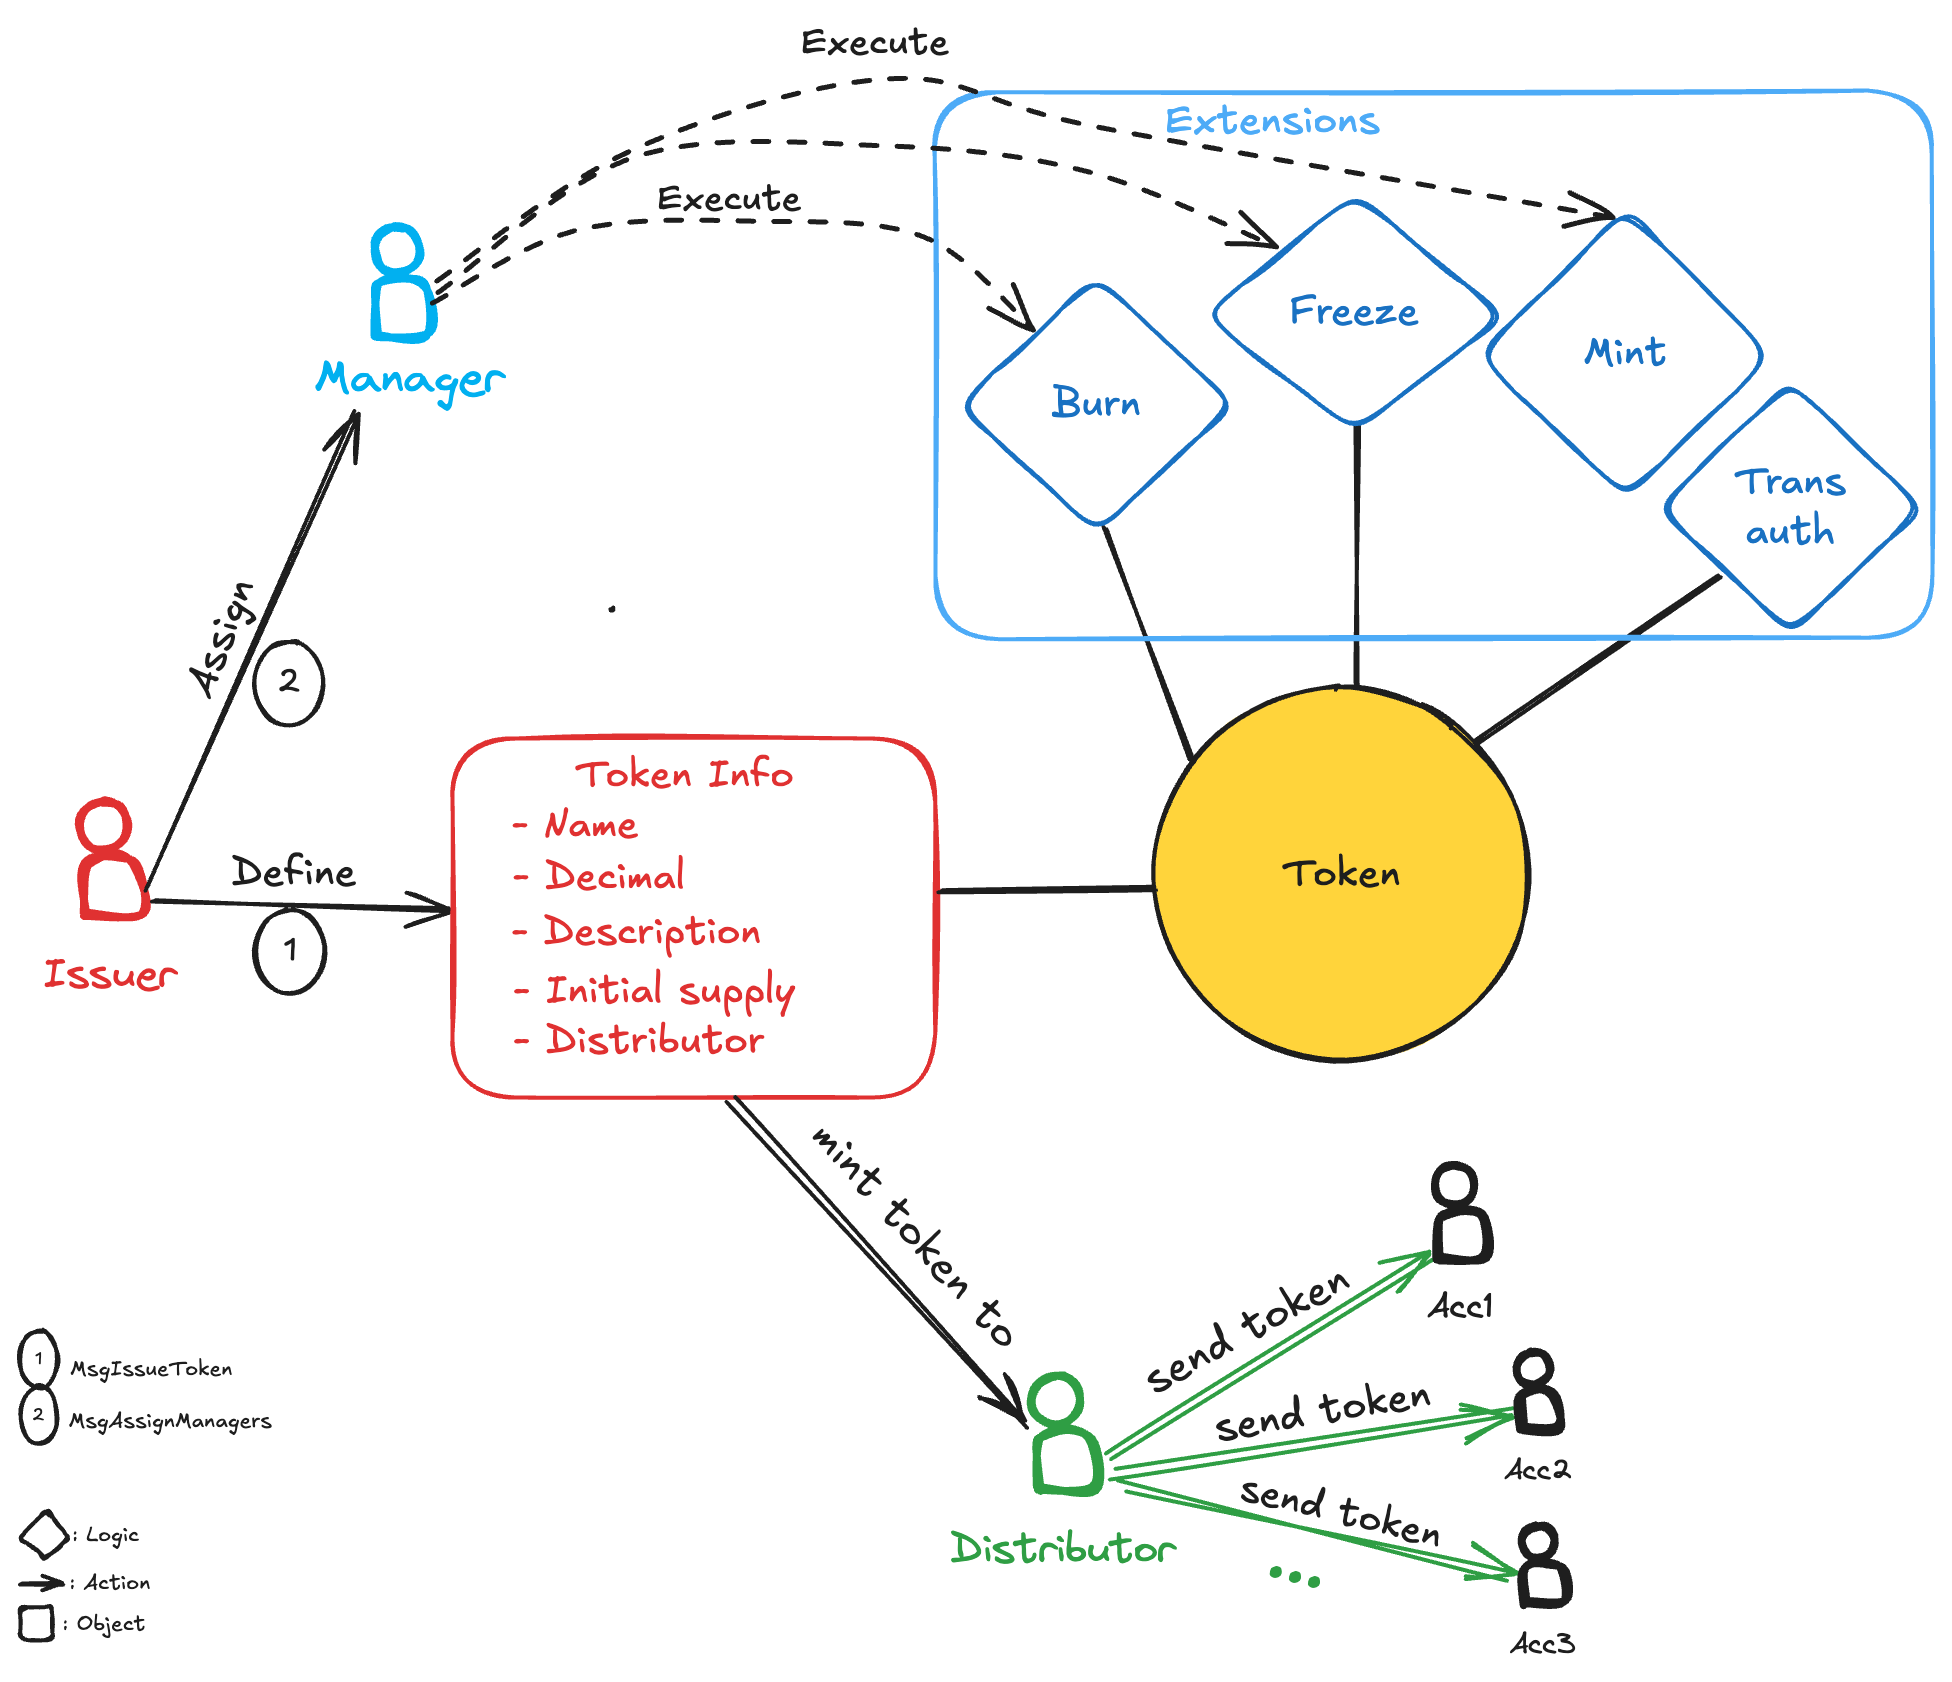 Execute
Extensions
Execute
Freeze
Mint
Manager
Burn
Trans
auth
Assign
2
Token Info
- Name
Define
- Decimal
Token
1
- Description
Issuer
- Initial supply
- Distributor
mint token to
send token
Acc1
1 MsgIssueToken
2 MsgAssignManagers
send token
Acc2
send token
: Logic
Distributor
...
: Action
: Object
Acc3